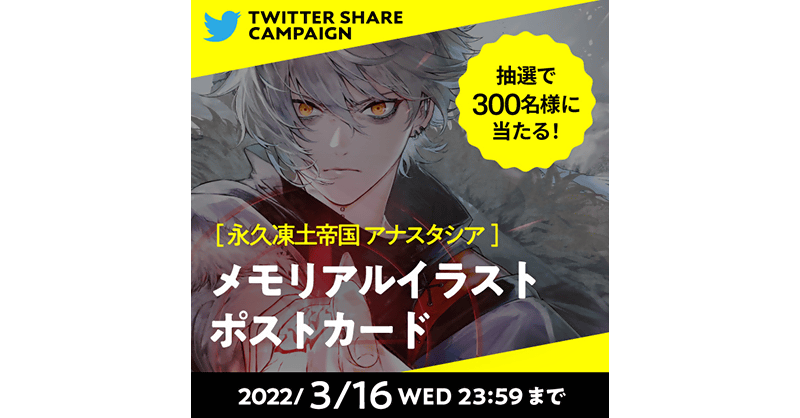 TWITTER SHARE
CAMPAIGN
抽選で
300名様に
当たる!
[ 永久凍土帝国 アナスタシア ]
メモリアルイラスト
ポストカード
2022/ 3/16 WED 23:59 まで